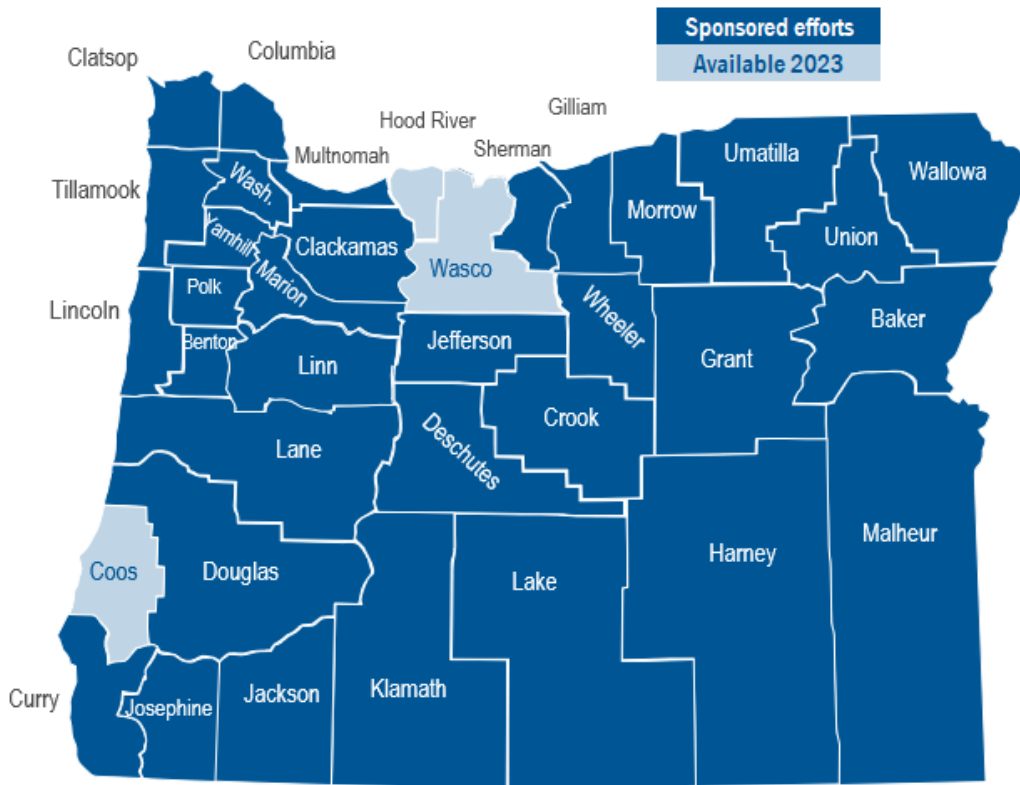 Sponsored efforts
Available 2023
Clatsop
Columbia
Hood River
Gilliam
Multnomah
Sherman
Umatilla
Wallowa
Tillamook
Wash.
Morrow
Union
Yamhill
Clackamas
Wasco
Marion
Polk
Lincoln
Wheeler
Baker
Benton
Jefferson
Linn
Grant
Crook
Lane
Deschutes
Malheur
Harney
Coos
Douglas
Lake
Curry
Josephine
Jackson
Klamath